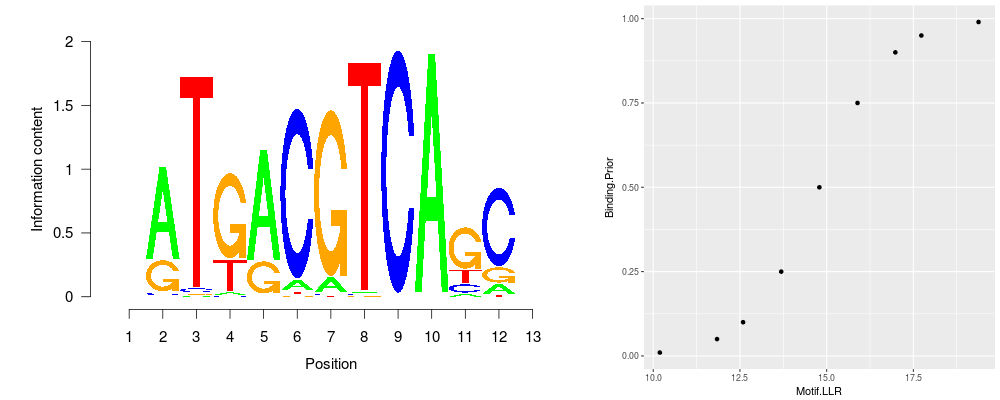 2
1.5
1
0.5
0
Information content
A T G A C G T C A G C
G T G A A T G
C A
1 2 3 4 5 6 7 8 9 10 11 12 13
Position
1.00
0.75
0.50
0.25
0.00
Binding.Prior
10.0 12.5 15.0 17.5
Motif.LLR